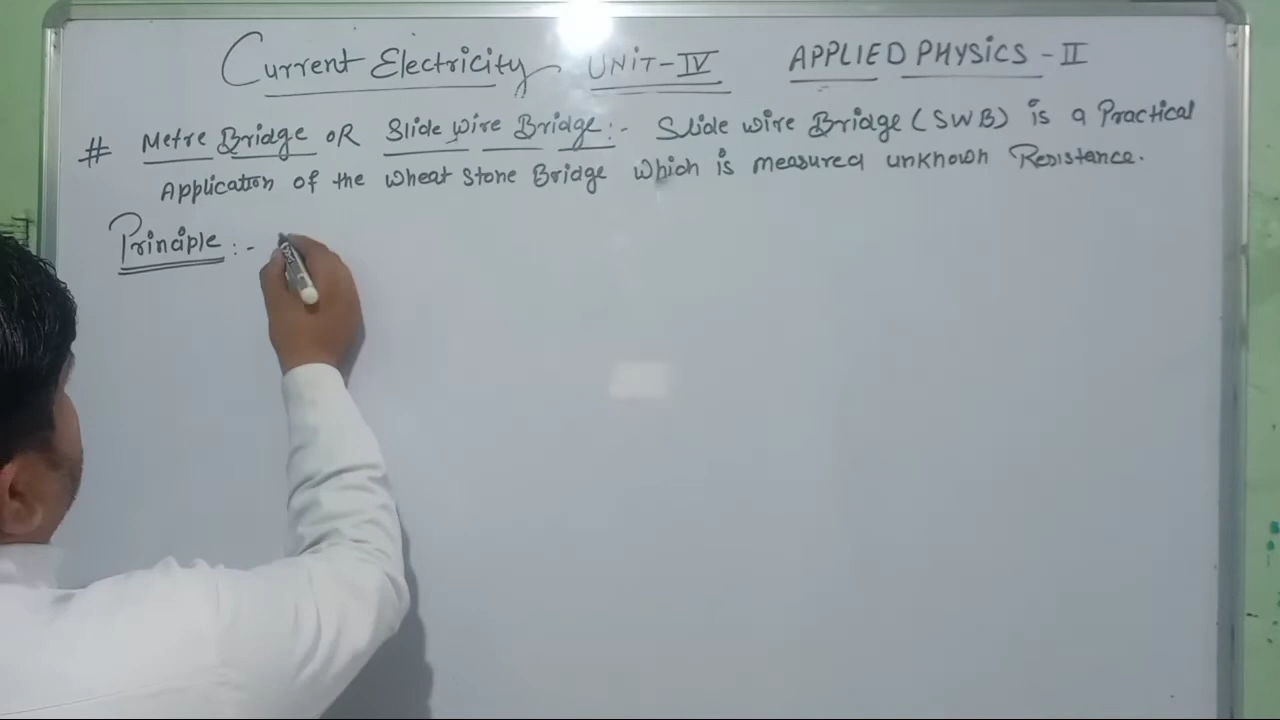 Current Electricity UNIT-IV APPLIED PHYSICS - II
# Metre Bridge OR Slide Wire Bridge :- Slide wire Bridge (SWB) is a Practical
Application of the Wheat Stone Bridge Which is measured unknown Resistance.
Principle :-